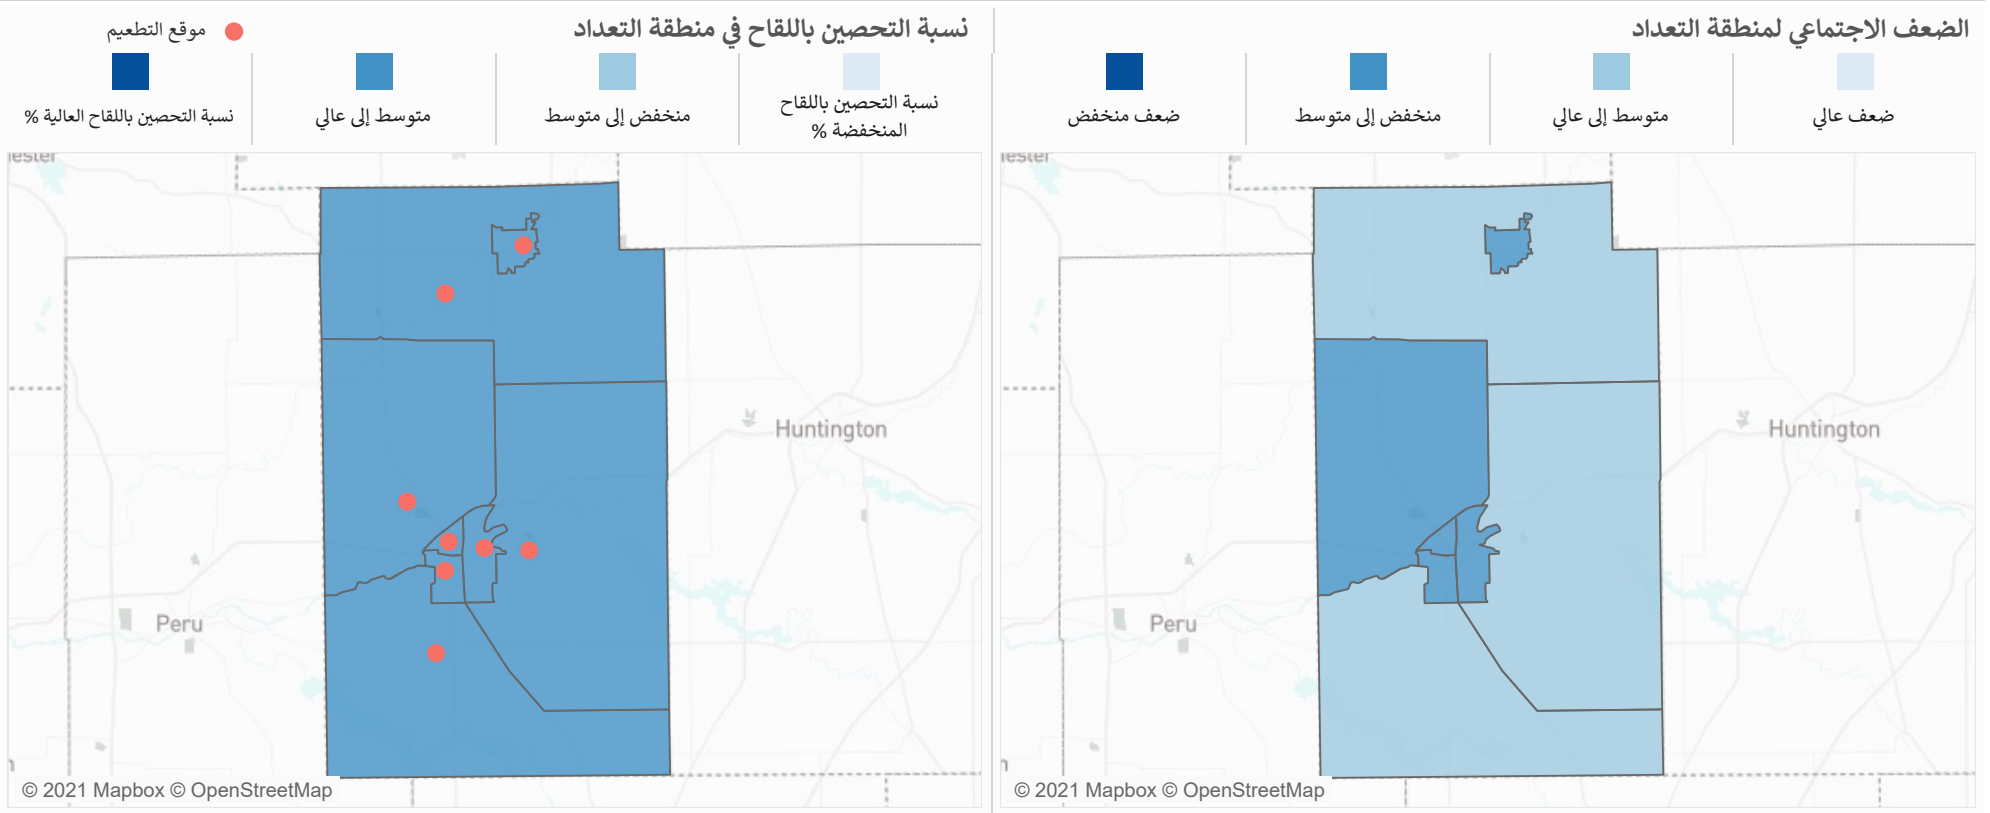 الضعف الاجتماعي لمنطقة التعداد
ضعف عالي
متوسط إلى عالي
منخفض إلى متوسط
ضعف منخفض
Huntington
Peru
© 2021 Mapbox © OpenStreetMap
نسبة التحصين باللقاح في منطقة التعداد
موقع التطعيم
نسبة التحصين باللقاح
المنخفضة %
منخفض إلى متوسط
متوسط إلى عالي
نسبة التحصين باللقاح العالية %
Huntington
Peru
© 2021 Mapbox © OpenStreetMap